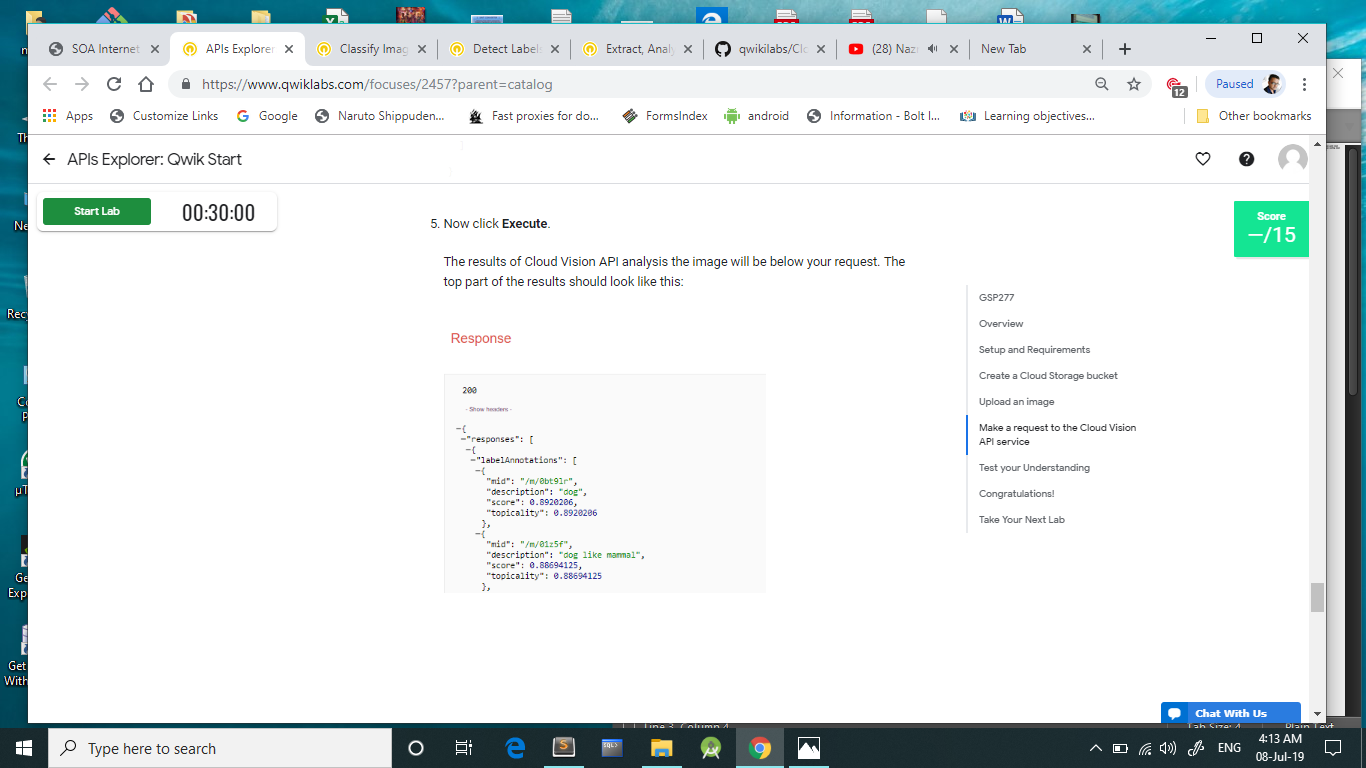 SOA Internet
APIs Explorer
Classify Imag
Detect Label
Extract, Analy
qwikilabs/Clo
(28) Naz
New Tab
https://www.qwiklabs.com/focuses/2457?parent=catalog
12
Paused
Apps
Customize Links
Google
Naruto Shippuden...
Fast proxies for do...
FormsIndex
android
Information - Bolt I...
Learning objectives...
Other bookmarks
APIs Explorer: Qwik Start
Start Lab
00:30:00
Score
—/15
5. Now click Execute.
The results of Cloud Vision API analysis the image will be below your request. The
top part of the results should look like this:
Response
200
- Show headers -
—{
—"responses": [
—{
—"labelAnnotations": [
—{
"mid": "/m/0bt9lr",
"description": "dog",
"score": 0.8920206,
"topicality": 0.8920206
},
—{
"mid": "/m/01z5f",
"description": "dog like mammal",
"score": 0.88694125,
"topicality": 0.88694125
},
GSP277
Overview
Setup and Requirements
Create a Cloud Storage bucket
Upload an image
Make a request to the Cloud Vision
API service
Test your Understanding
Congratulations!
Take Your Next Lab
Chat With Us
Type here to search
ENG
4:13 AM
08-Jul-19